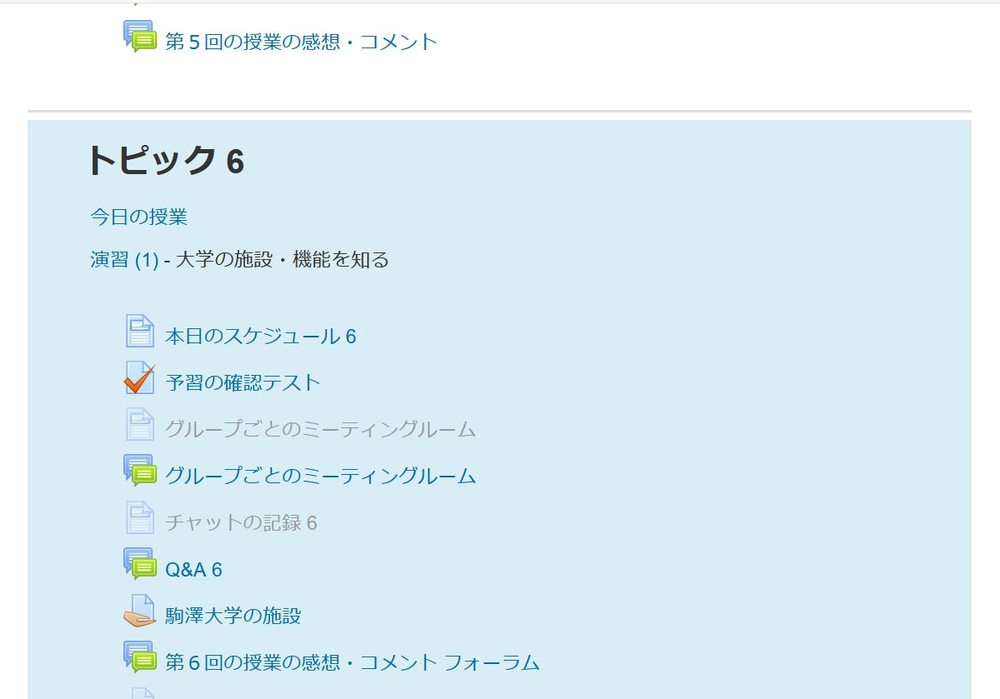 第５回の授業の感想・コメント
トピック 6
今日の授業
演習 (1) - 大学の施設・機能を知る
本日のスケジュール 6
予習の確認テスト
グループごとのミーティングルーム
グループごとのミーティングルーム
チャットの記録 6
Q&A 6
駒澤大学の施設
第６回の授業の感想・コメント フォーラム